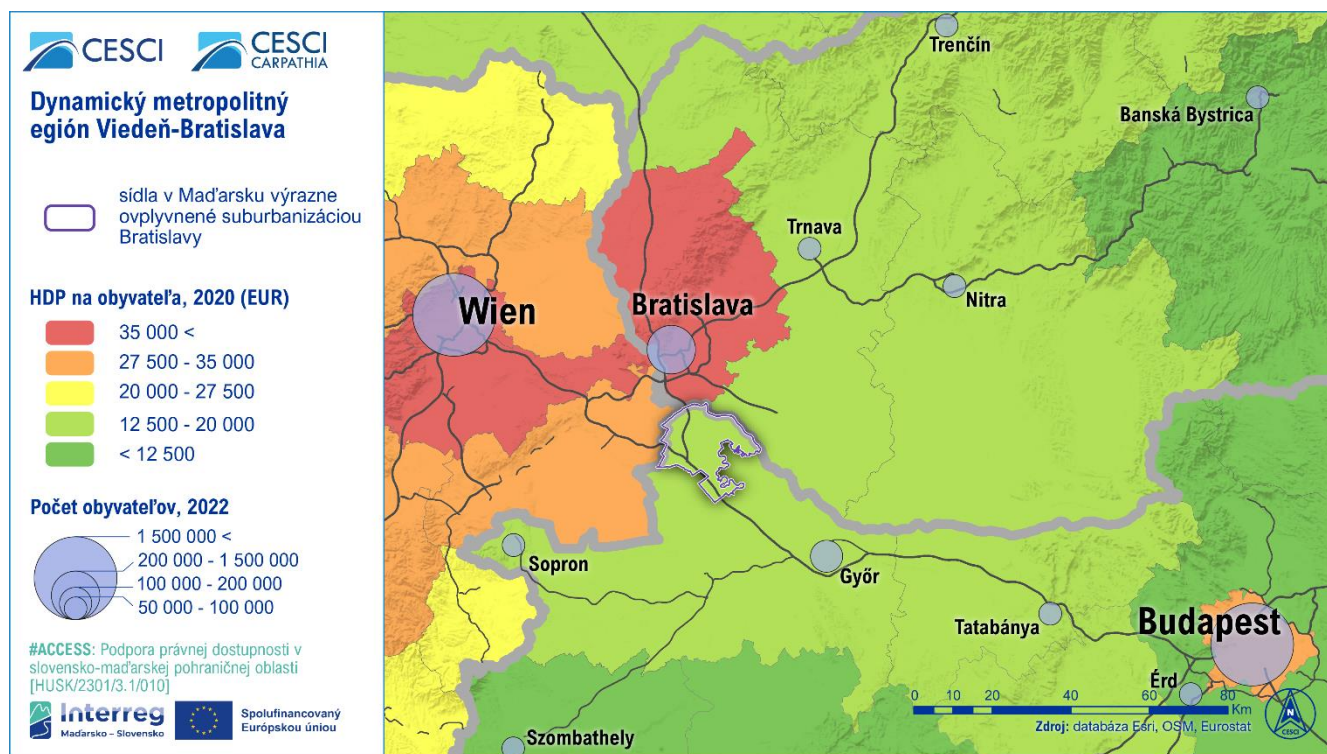 CESCI
CESCI
CARPATHIA
Dynamický metropolitný
egión Viedeň-Bratislava
sídla v Maďarsku výrazne
ovplyvnené suburbanizáciou
Bratislavy
HDP na obyvateľa, 2020 (EUR)
35 000 <
27 500 - 35 000
20 000 - 27 500
12 500 - 20 000
< 12 500
Počet obyvateľov, 2022
1 500 000 <
200 000 - 1 500 000
100 000 - 200 000
50 000 - 100 000
#ACCESS: Podpora právnej dostupnosti v
slovensko-maďarskej pohraničnej oblasti
[HUSK/2301/3.1/010]
Interreg
Maďarsko – Slovensko
Spolufinancovaný
Európskou úniou
Trenčín
Banská Bystrica
Trnava
Nitra
Wien
Bratislava
Sopron
Győr
Tatabánya
Budapest
Érd
Szombathely
0 10 20 40 60 80
Km
Zdroj: databáza Esri, OSM, Eurostat
N
CESCI